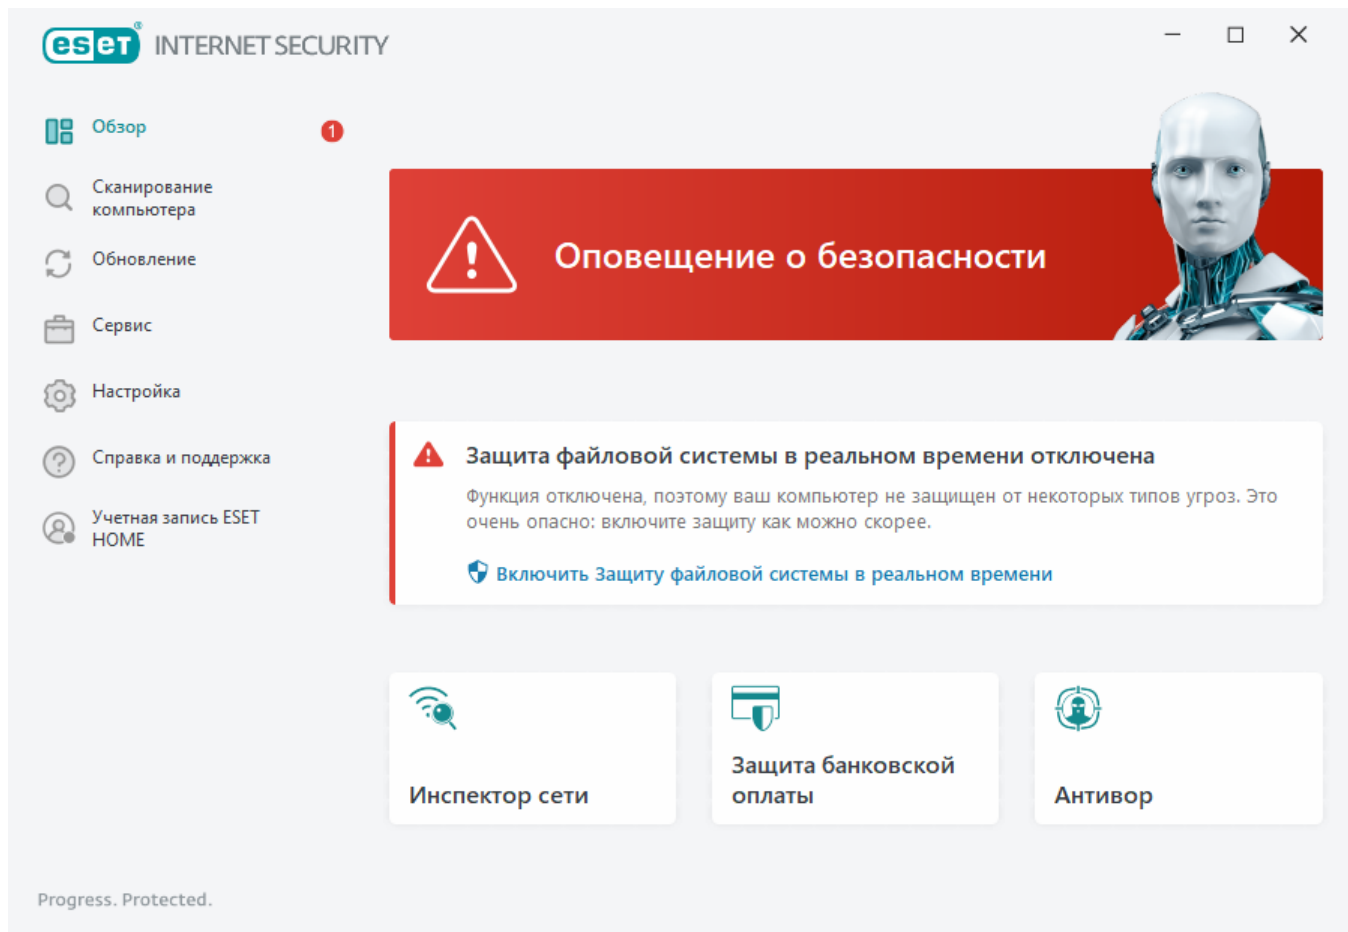 eset® INTERNET SECURITY
Обзор
1
Сканирование
компьютера
Обновление
Сервис
Настройка
Справка и поддержка
Учетная запись ESET
HOME
Оповещение о безопасности
Защита файловой системы в реальном времени отключена
Функция отключена, поэтому ваш компьютер не защищен от некоторых типов угроз. Это
очень опасно: включите защиту как можно скорее.
Включить Защиту файловой системы в реальном времени
Инспектор сети
Защита банковской
оплаты
Антивор
Progress. Protected.